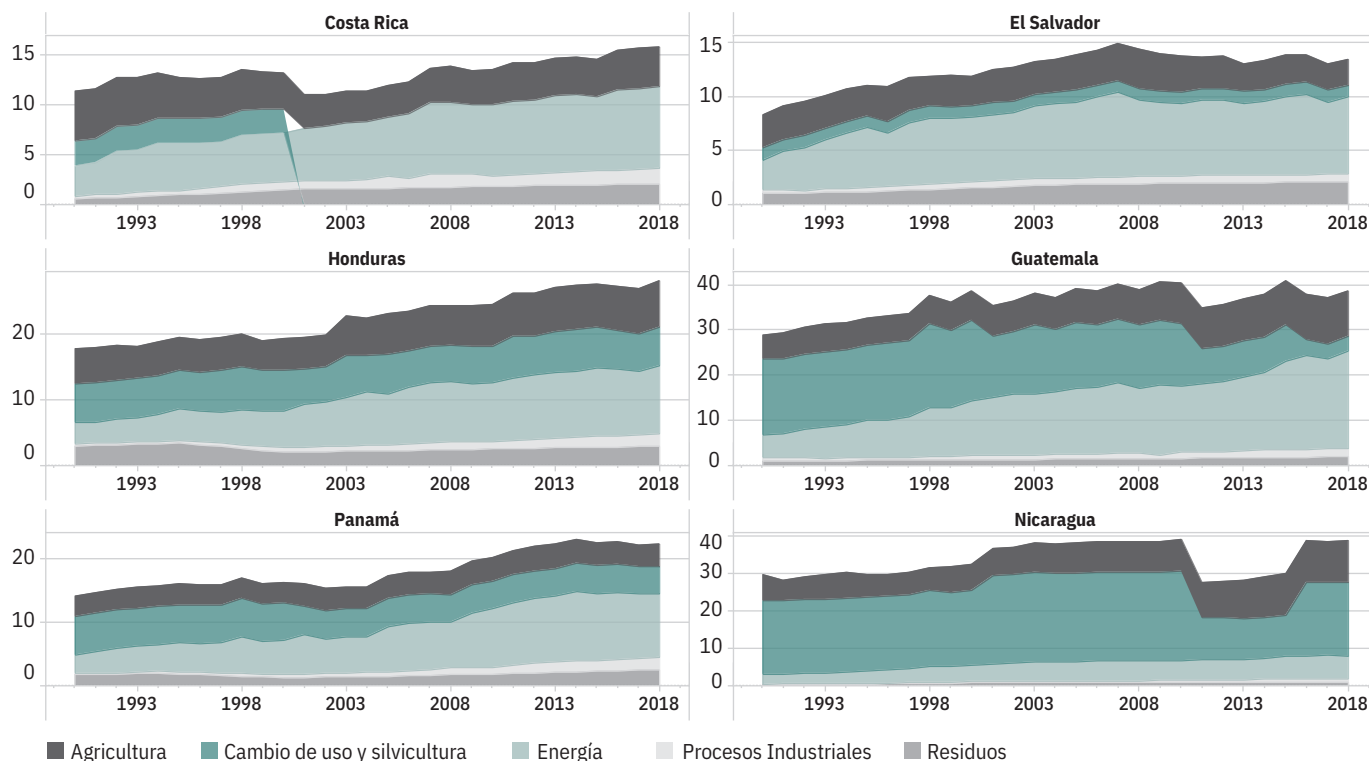 Costa Rica
15
10
5
0
1993 1998 2003 2008 2013 2018
El Salvador
15
10
5
0
1993 1998 2003 2008 2013 2018
Honduras
20
10
0
1993 1998 2003 2008 2013 2018
Guatemala
40
30
20
10
0
1993 1998 2003 2008 2013 2018
Panamá
20
10
0
1993 1998 2003 2008 2013 2018
Nicaragua
40
30
20
10
0
1993 1998 2003 2008 2013 2018
Agricultura Cambio de uso y silvicultura Energía Procesos Industriales Residuos